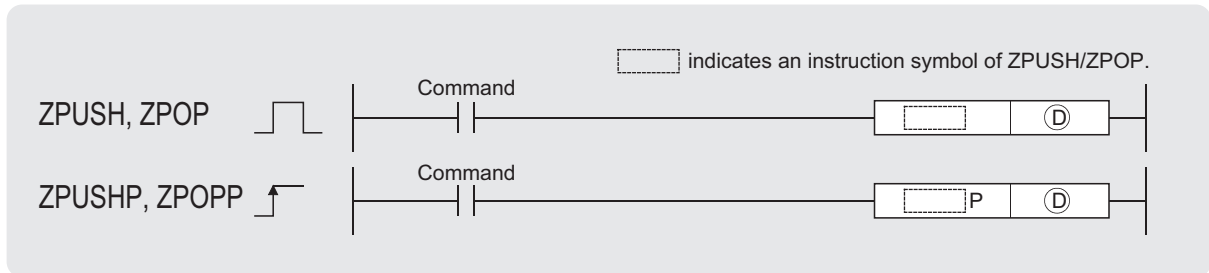 indicates an instruction symbol of ZPUSH/ZPOP.
Command
ZPUSH, ZPOP
D
Command
ZPUSHP, ZPOPP
P
D